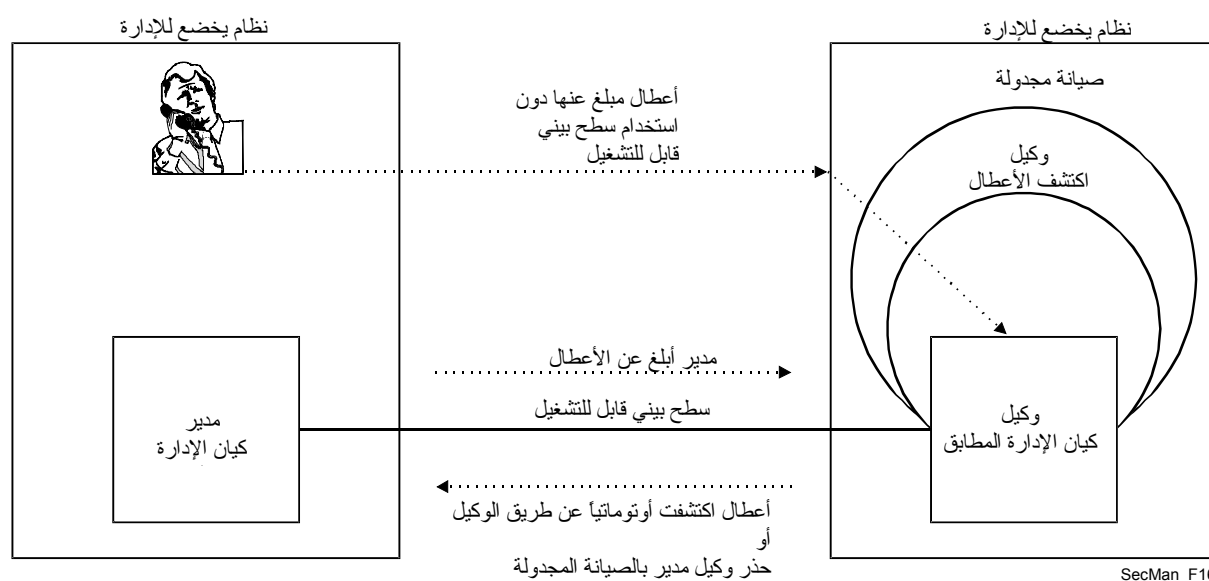 نظام يخضع للإدارة
نظام يخضع للإدارة
صيانة مجدولة
أعطال مبلغ عنها دون
استخدام سطح بيني
قابل للتشغيل
وكيل
اكتشف الأعطال
مدير أبلغ عن الأعطال
سطح بيني قابل للتشغيل
وكيل
كيان الإدارة المطابق
مدير
كيان الإدارة
أعطال اكتشفت أوتوماتياً عن طريق الوكيل
أو
حذر وكيل مدير بالصيانة المجدولة